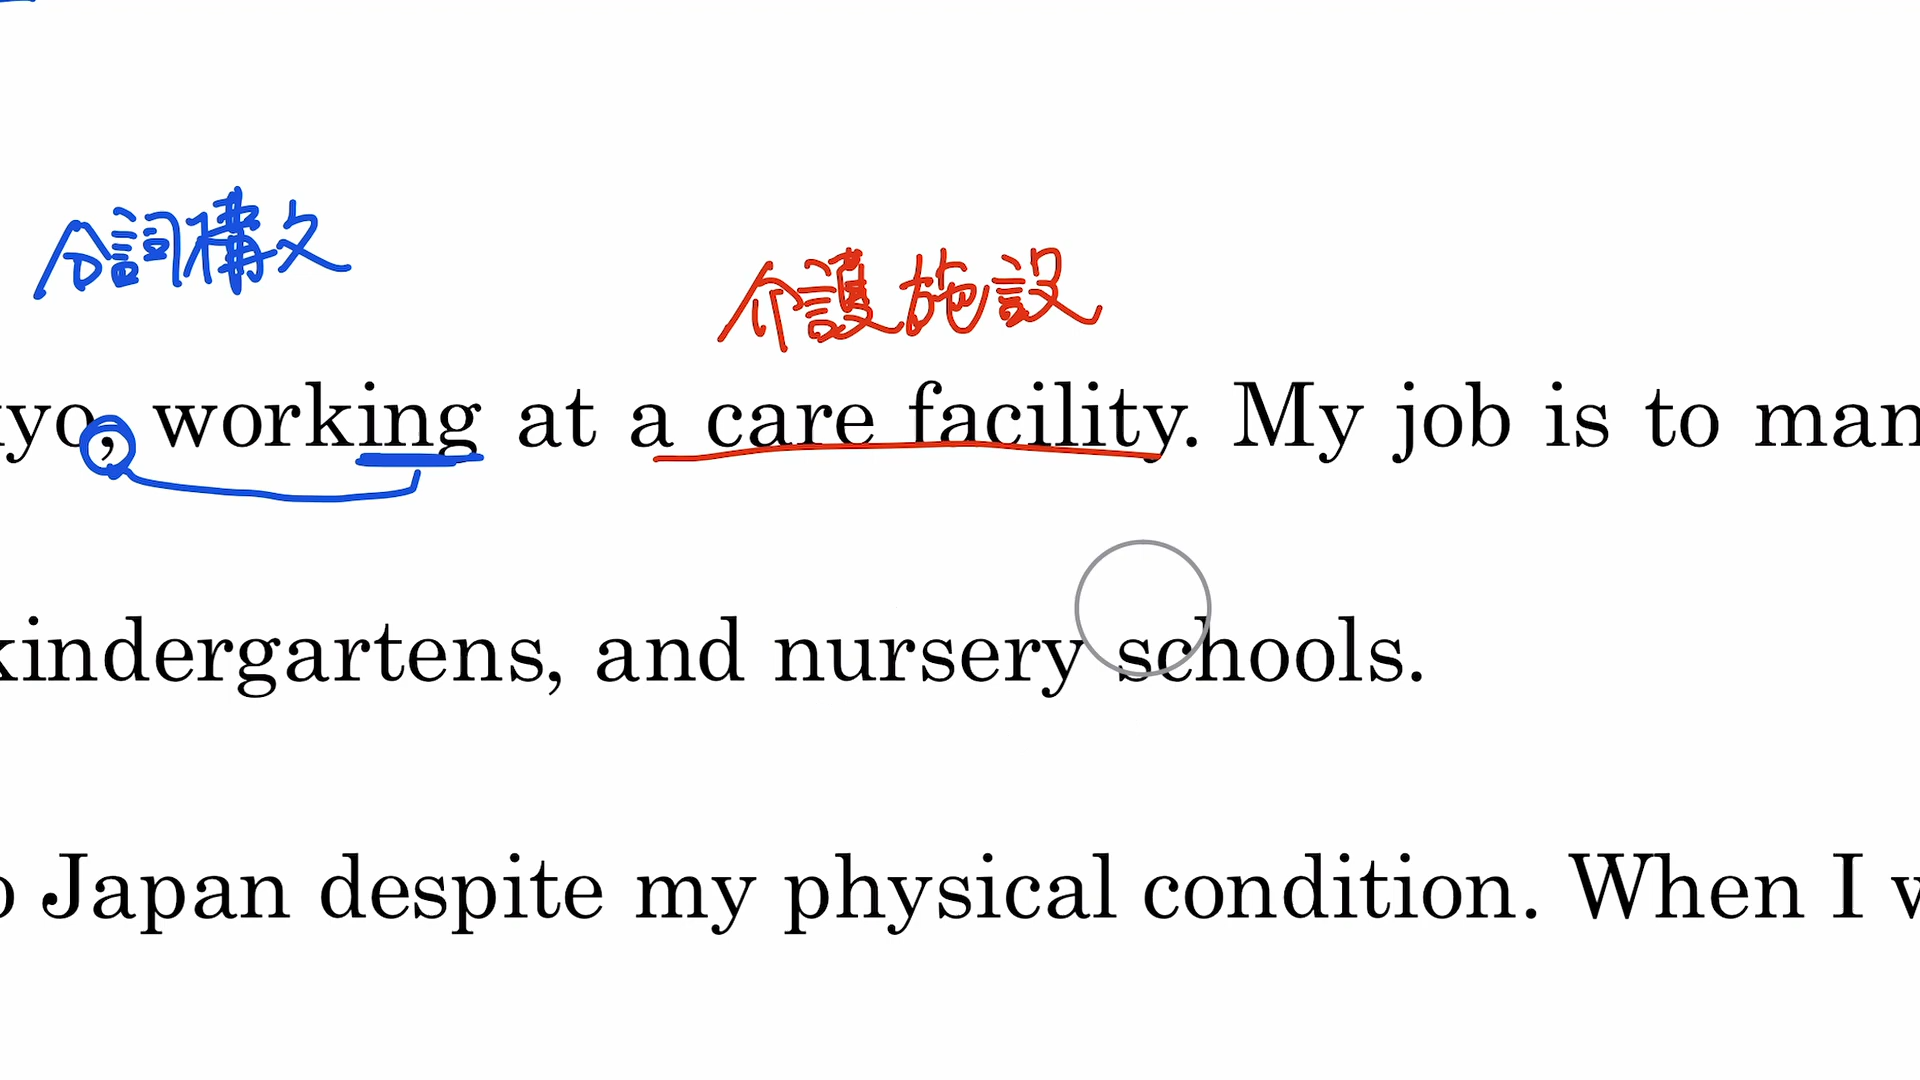 分詞構文
介護施設
yo, working at a care facility. My job is to man
kindergartens, and nursery schools.
o Japan despite my physical condition. When I w